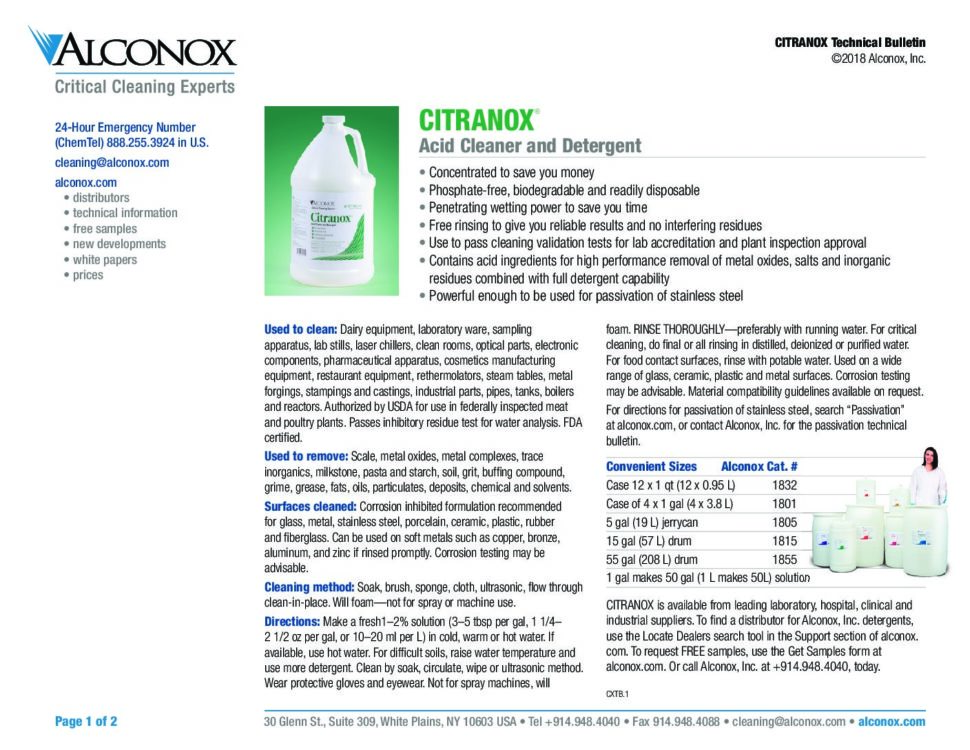 ALCONOX
Critical Cleaning Experts
CITRANOX Technical Bulletin
©2018 Alconox, Inc.
24-Hour Emergency Number
(ChemTel) 888.255.3924 in U.S.
cleaning@alconox.com
alconox.com
• distributors
• technical information
• free samples
• new developments
• white papers
• prices
ALCONOX
Citranox
CITRANOX®
Acid Cleaner and Detergent
• Concentrated to save you money
• Phosphate-free, biodegradable and readily disposable
• Penetrating wetting power to save you time
• Free rinsing to give you reliable results and no interfering residues
• Use to pass cleaning validation tests for lab accreditation and plant inspection approval
• Contains acid ingredients for high performance removal of metal oxides, salts and inorganic
residues combined with full detergent capability
• Powerful enough to be used for passivation of stainless steel
Used to clean: Dairy equipment, laboratory ware, sampling
apparatus, lab stills, laser chillers, clean rooms, optical parts, electronic
components, pharmaceutical apparatus, cosmetics manufacturing
equipment, restaurant equipment, rethermolators, steam tables, metal
forgings, stampings and castings, industrial parts, pipes, tanks, boilers
and reactors. Authorized by USDA for use in federally inspected meat
and poultry plants. Passes inhibitory residue test for water analysis. FDA
certified.
Used to remove: Scale, metal oxides, metal complexes, trace
inorganics, milkstone, pasta and starch, soil, grit, buffing compound,
grime, grease, fats, oils, particulates, deposits, chemical and solvents.
Surfaces cleaned: Corrosion inhibited formulation recommended
for glass, metal, stainless steel, porcelain, ceramic, plastic, rubber
and fiberglass. Can be used on soft metals such as copper, bronze,
aluminum, and zinc if rinsed promptly. Corrosion testing may be
advisable.
Cleaning method: Soak, brush, sponge, cloth, ultrasonic, flow through
clean-in-place. Will foam—not for spray or machine use.
Directions: Make a fresh1–2% solution (3–5 tbsp per gal, 1 1/4–
2 1/2 oz per gal, or 10–20 ml per L) in cold, warm or hot water. If
available, use hot water. For difficult soils, raise water temperature and
use more detergent. Clean by soak, circulate, wipe or ultrasonic method.
Wear protective gloves and eyewear. Not for spray machines, will
foam. RINSE THOROUGHLY—preferably with running water. For critical
cleaning, do final or all rinsing in distilled, deionized or purified water.
For food contact surfaces, rinse with potable water. Used on a wide
range of glass, ceramic, plastic and metal surfaces. Corrosion testing
may be advisable. Material compatibility guidelines available on request.
For directions for passivation of stainless steel, search “Passivation”
at alconox.com, or contact Alconox, Inc. for the passivation technical
bulletin.
Convenient Sizes Alconox Cat. #
Case 12 x 1 qt (12 x 0.95 L) 1832
Case of 4 x 1 gal (4 x 3.8 L) 1801
5 gal (19 L) jerrycan 1805
15 gal (57 L) drum 1815
55 gal (208 L) drum 1855
1 gal makes 50 gal (1 L makes 50L) solution
CITRANOX is available from leading laboratory, hospital, clinical and
industrial suppliers. To find a distributor for Alconox, Inc. detergents,
use the Locate Dealers search tool in the Support section of alconox.
com. To request FREE samples, use the Get Samples form at
alconox.com. Or call Alconox, Inc. at +914.948.4040, today.
CXTB.1
Page 1 of 2
30 Glenn St., Suite 309, White Plains, NY 10603 USA • Tel +914.948.4040 • Fax 914.948.4088 • cleaning@alconox.com • alconox.com